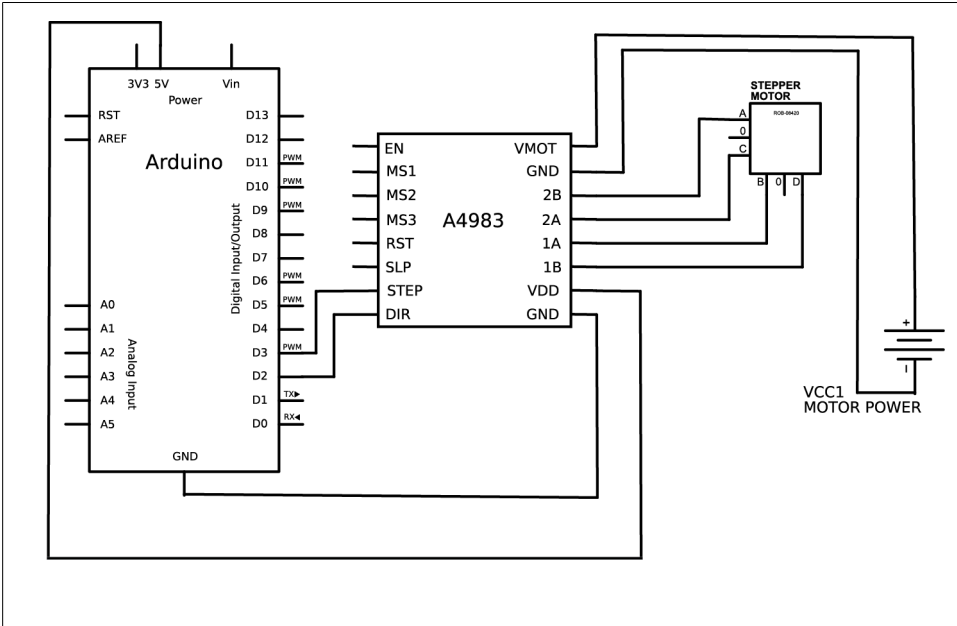 3V3 5V
Vin
Power
RST
AREF
Arduino
A0
A1
A2
A3
A4
A5
Analog Input
Digital Input/Output
D13
D12
D11 PWM
D10 PWM
D9 PWM
D8
D7
D6 PWM
D5 PWM
D4
D3 PWM
D2
D1 TX▶
D0 RX◀
GND
A4983
EN
MS1
MS2
MS3
RST
SLP
STEP
DIR
VMOT
GND
2B
2A
1A
1B
VDD
GND
STEPPER
MOTOR
ROB-08420
A
0
C
B 0 D
+
VCC1
MOTOR POWER